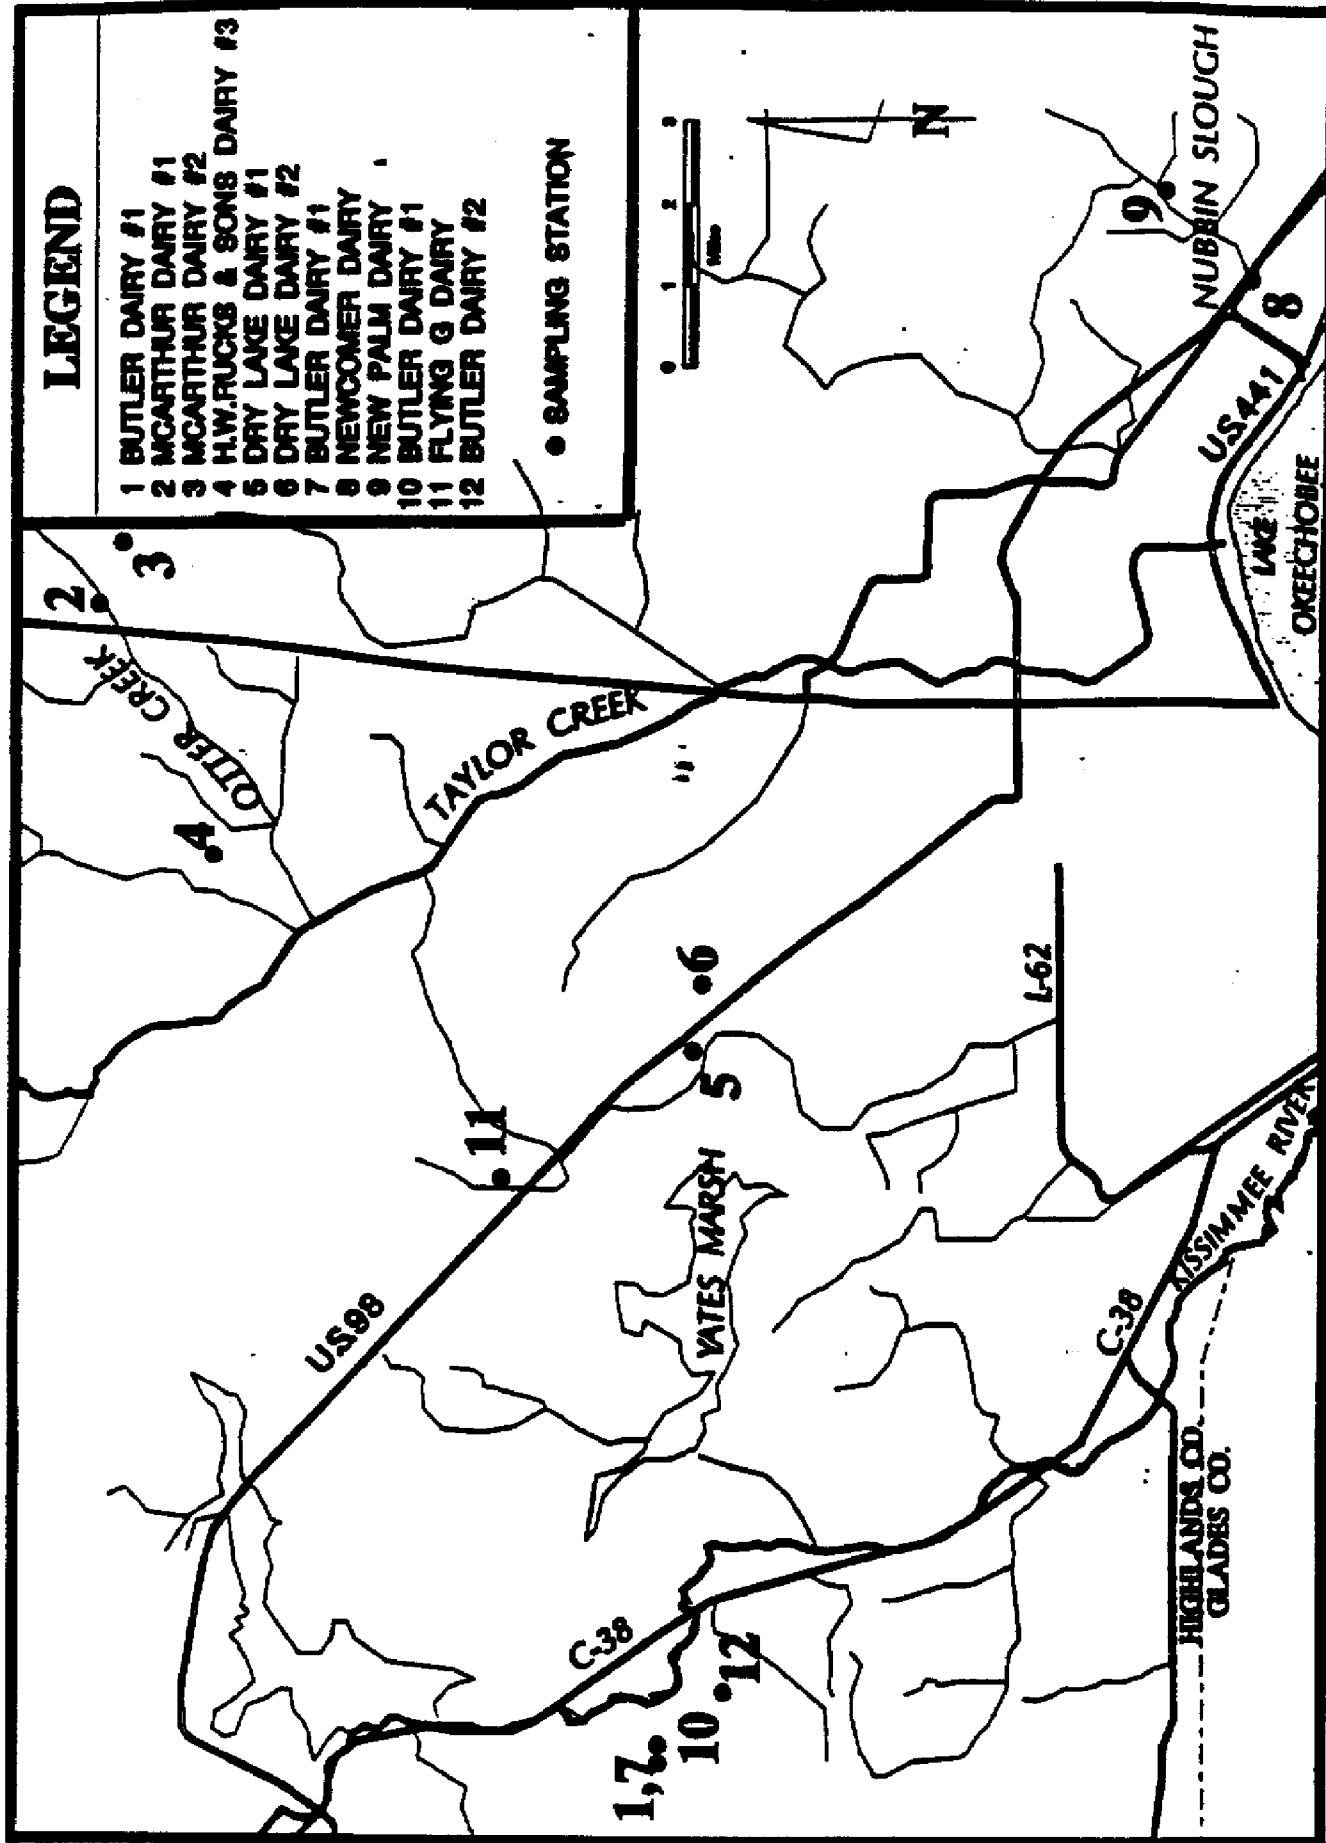 LEGEND
1 BUTLER DAIRY #1
2 MCARTHUR DAIRY #1
3 MCARTHUR DAIRY #2
4 H.W.RUCKS & SONS DAIRY #3
5 DRY LAKE DAIRY #1
6 DRY LAKE DAIRY #2
7 BUTLER DAIRY #1
8 NEWCOMER DAIRY
9 NEW PALM DAIRY
10 BUTLER DAIRY #1
11 FLYING G DAIRY
12 BUTLER DAIRY #2
● SAMPLING STATION
0 1 2 3
Miles
N
2
3
OTTER CREEK
4
TAYLOR CREEK
U.S.98
11
5
6
YATES MARSH
C-38
1,7
10
12
L-62
C-38
KISSIMMEE RIVER
HIGHLANDS CO.
GLADES CO.
9
NUBBIN SLOUGH
8
U.S.441
LAKE
OKEECHOBEE